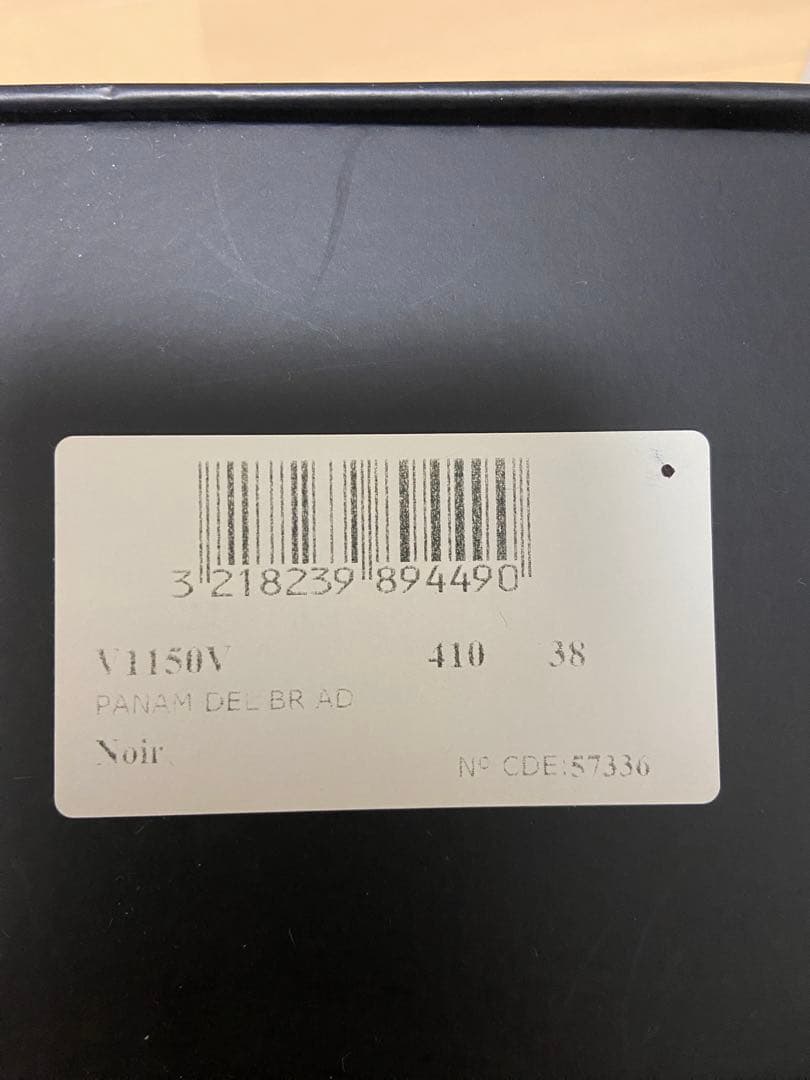 3 218239 894490
V1150V 410 38
PANAM DEL BR AD
Noir
Nº CDE:57336